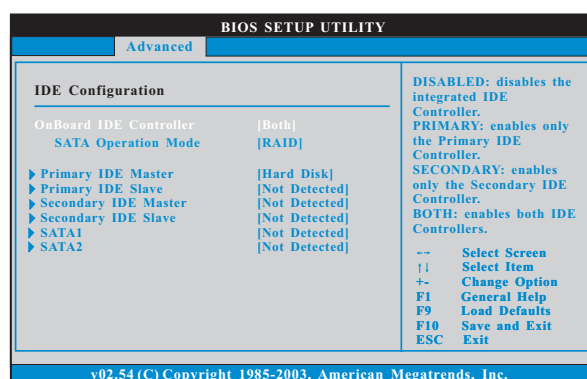 BIOS SETUP UTILITY
Advanced
IDE Configuration
OnBoard IDE Controller [Both]
SATA Operation Mode [RAID]
Primary IDE Master [Hard Disk]
Primary IDE Slave [Not Detected]
Secondary IDE Master [Not Detected]
Secondary IDE Slave [Not Detected]
SATA1 [Not Detected]
SATA2 [Not Detected]
DISABLED: disables the
integrated IDE
Controller.
PRIMARY: enables only
the Primary IDE
Controller.
SECONDARY: enables
only the Secondary IDE
Controller.
BOTH: enables both IDE
Controllers.
←→ Select Screen
↑↓ Select Item
+- Change Option
F1 General Help
F9 Load Defaults
F10 Save and Exit
ESC Exit
v02.54 (C) Copyright 1985-2003, American Megatrends, Inc.